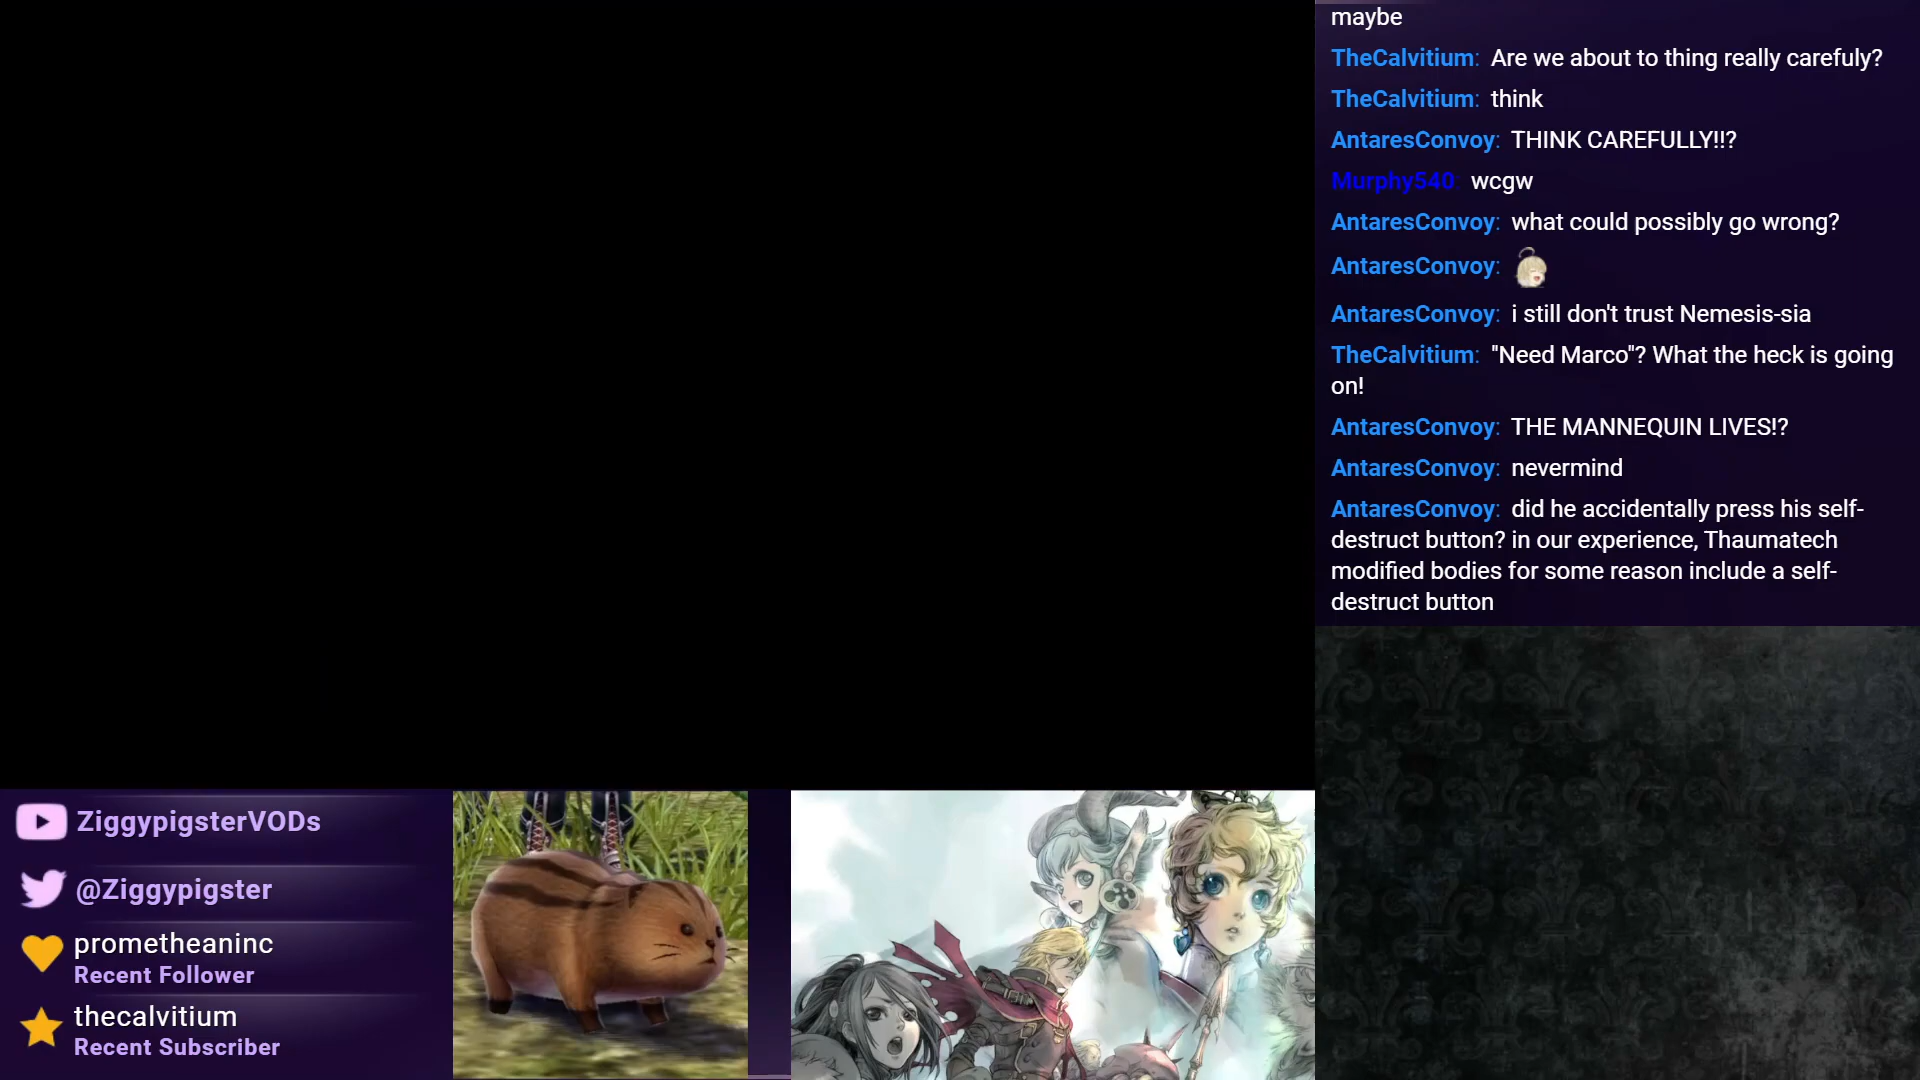 maybe
TheCalvitium: Are we about to thing really carefuly?
TheCalvitium: think
AntaresConvoy: THINK CAREFULLY!!?
Murphy540: wcgw
AntaresConvoy: what could possibly go wrong?
AntaresConvoy:
AntaresConvoy: i still don't trust Nemesis-sia
TheCalvitium: "Need Marco"? What the heck is going
on!
AntaresConvoy: THE MANNEQUIN LIVES!?
AntaresConvoy: nevermind
AntaresConvoy: did he accidentally press his self-
destruct button? in our experience, Thaumatech
modified bodies for some reason include a self-
destruct button
ZiggypigsterVODs
@Ziggypigster
prometheaninc
Recent Follower
thecalvitium
Recent Subscriber